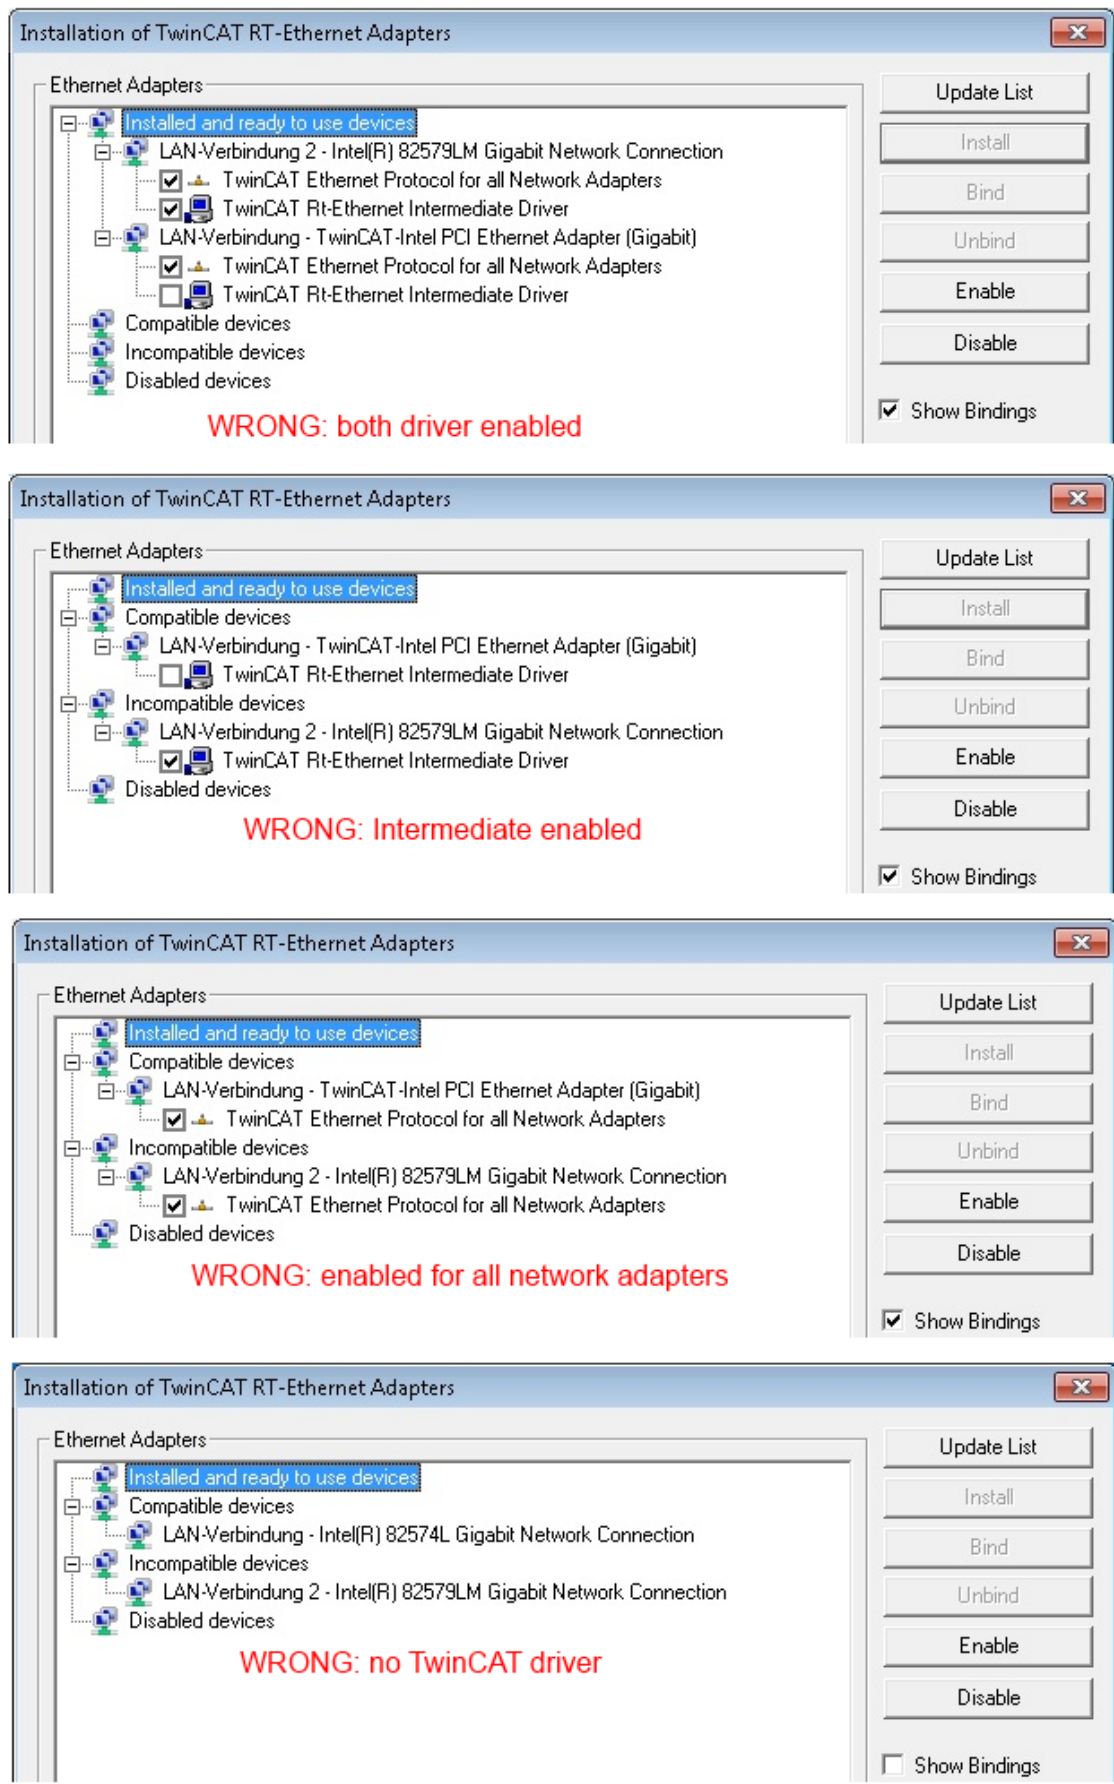 Installation of TwinCAT RT-Ethernet Adapters
Ethernet Adapters
Installed and ready to use devices
LAN-Verbindung 2 - Intel(R) 82579LM Gigabit Network Connection
TwinCAT Ethernet Protocol for all Network Adapters
TwinCAT Rt-Ethernet Intermediate Driver
LAN-Verbindung - TwinCAT-Intel PCI Ethernet Adapter (Gigabit)
TwinCAT Ethernet Protocol for all Network Adapters
TwinCAT Rt-Ethernet Intermediate Driver
Compatible devices
Incompatible devices
Disabled devices
WRONG: both driver enabled
Update List
Install
Bind
Unbind
Enable
Disable
Show Bindings
Installation of TwinCAT RT-Ethernet Adapters
Ethernet Adapters
Installed and ready to use devices
Compatible devices
LAN-Verbindung - TwinCAT-Intel PCI Ethernet Adapter (Gigabit)
TwinCAT Rt-Ethernet Intermediate Driver
Incompatible devices
LAN-Verbindung 2 - Intel(R) 82579LM Gigabit Network Connection
TwinCAT Rt-Ethernet Intermediate Driver
Disabled devices
WRONG: Intermediate enabled
Update List
Install
Bind
Unbind
Enable
Disable
Show Bindings
Installation of TwinCAT RT-Ethernet Adapters
Ethernet Adapters
Installed and ready to use devices
Compatible devices
LAN-Verbindung - TwinCAT-Intel PCI Ethernet Adapter (Gigabit)
TwinCAT Ethernet Protocol for all Network Adapters
Incompatible devices
LAN-Verbindung 2 - Intel(R) 82579LM Gigabit Network Connection
TwinCAT Ethernet Protocol for all Network Adapters
Disabled devices
WRONG: enabled for all network adapters
Update List
Install
Bind
Unbind
Enable
Disable
Show Bindings
Installation of TwinCAT RT-Ethernet Adapters
Ethernet Adapters
Installed and ready to use devices
Compatible devices
LAN-Verbindung - Intel(R) 82574L Gigabit Network Connection
Incompatible devices
LAN-Verbindung 2 - Intel(R) 82579LM Gigabit Network Connection
Disabled devices
WRONG: no TwinCAT driver
Update List
Install
Bind
Unbind
Enable
Disable
Show Bindings